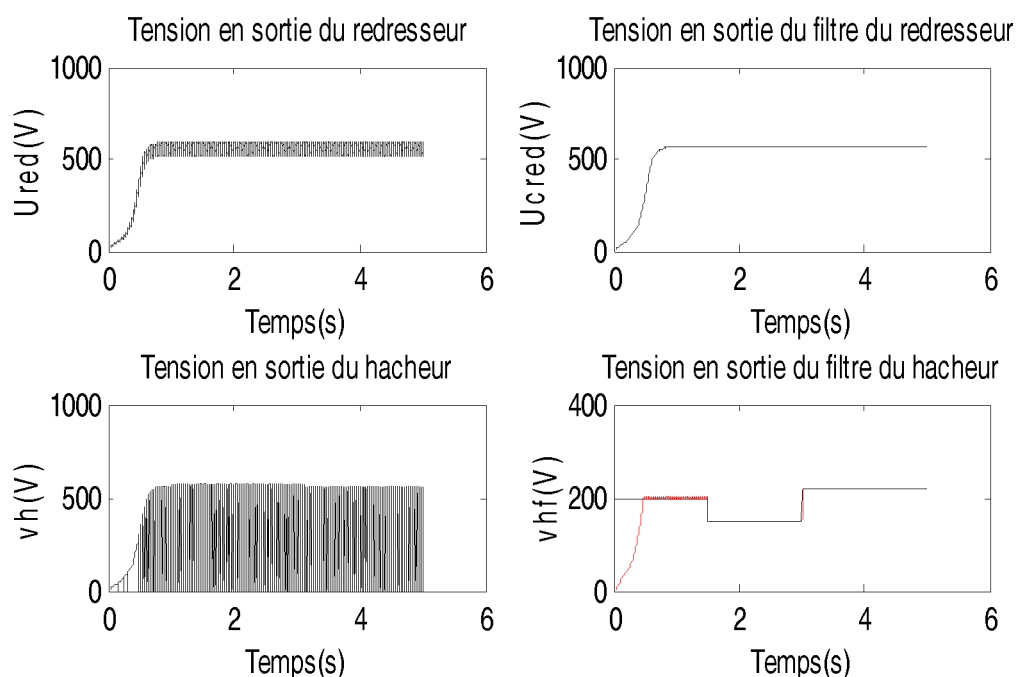 Tension en sortie du redresseur
1000
500
0
Ured(V)
0 2 4 6
Temps(s)
Tension en sortie du filtre du redresseur
1000
500
0
Ucred(V)
0 2 4 6
Temps(s)
Tension en sortie du hacheur
1000
500
0
vh(V)
0 2 4 6
Temps(s)
Tension en sortie du filtre du hacheur
400
200
0
vhf(V)
0 2 4 6
Temps(s)